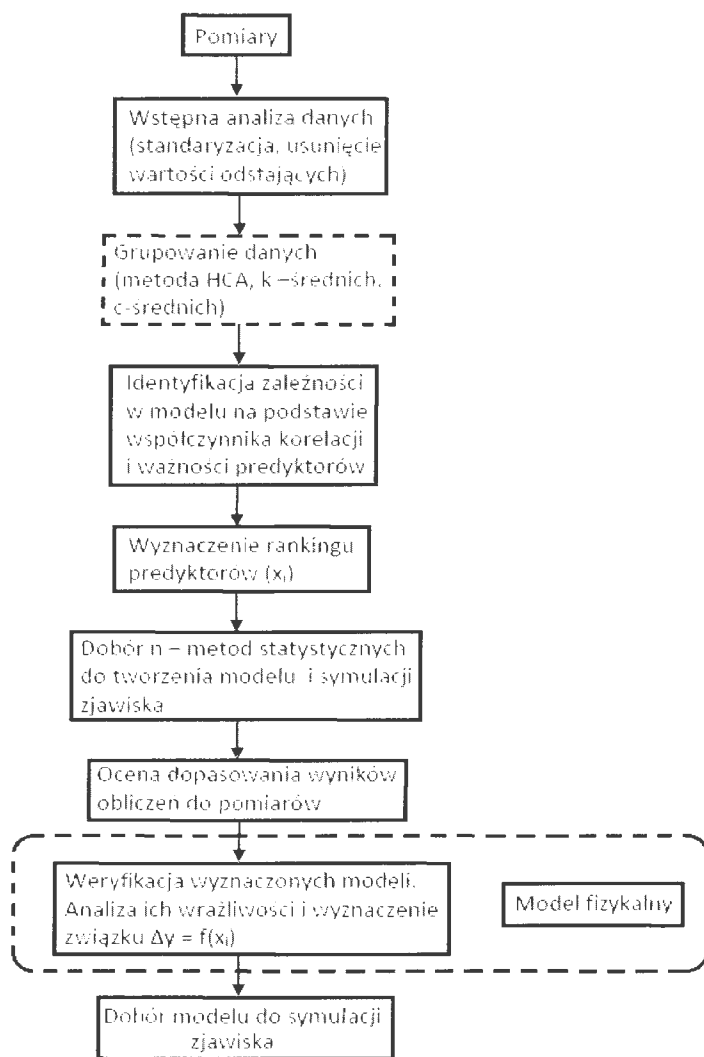 Pomiary
Wstępna analiza danych
(standaryzacja, usunięcie
wartości odstających)
Grupowanie danych
(metoda HCA, k –średnich,
c-średnich)
Identyfikacja zależności
w modelu na podstawie
współczynnika korelacji
i ważności predyktorów
Wyznaczenie rankingu
predyktorów (xᵢ)
Dobór n – metod statystycznych
do tworzenia modelu i symulacji
zjawiska
Ocena dopasowania wyników
obliczeń do pomiarów
Weryfikacja wyznaczonych modeli.
Analiza ich wrażliwości i wyznaczenie
związku Δy = f(xᵢ)
Model fizykalny
Dobór modelu do symulacji
zjawiska